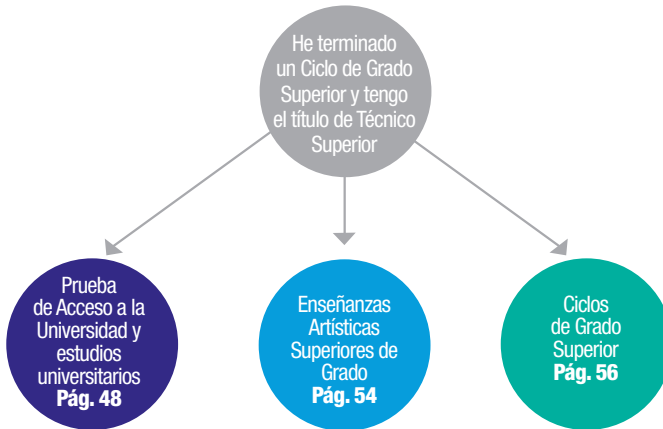 He terminado
un Ciclo de Grado
Superior y tengo
el título de Técnico
Superior
Prueba
de Acceso a la
Universidad y
estudios
universitarios
Pág. 48
Enseñanzas
Artísticas
Superiores de
Grado
Pág. 54
Ciclos
de Grado
Superior
Pág. 56